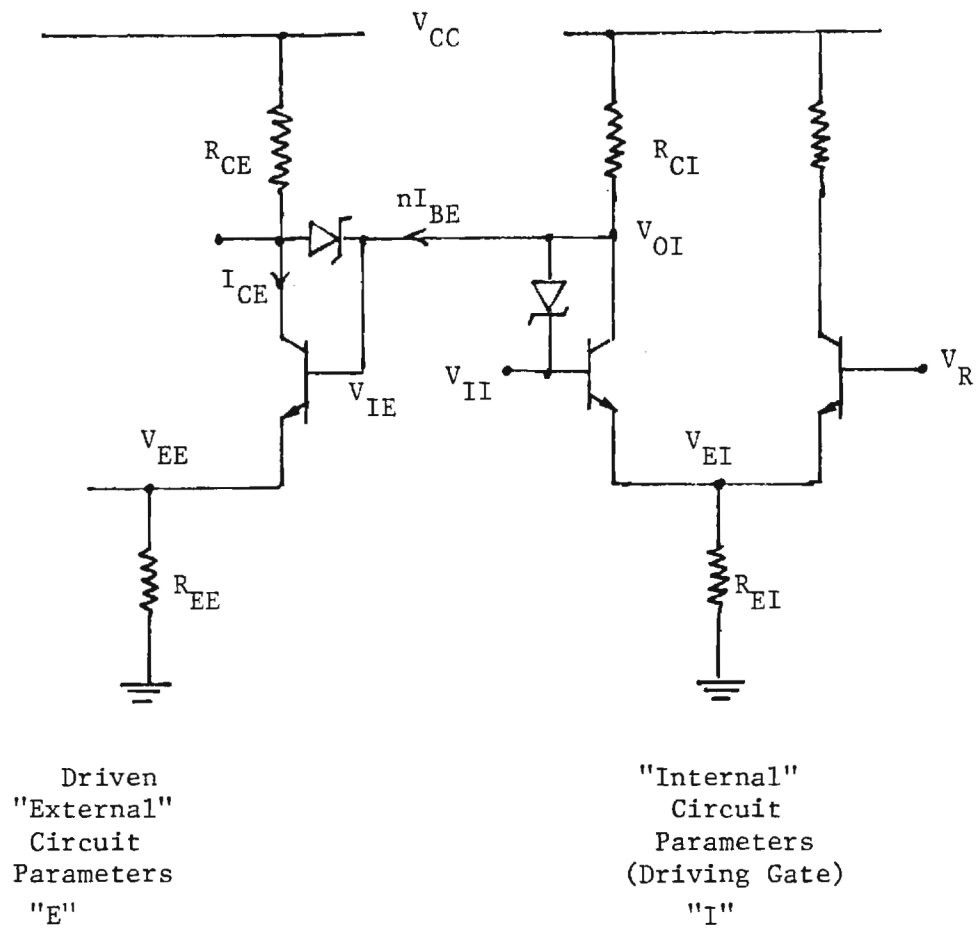 V_CC
R_CE
R_CI
nI_BE
V_OI
I_CE
V_II
V_R
V_IE
V_EE
V_EI
R_EE
R_EI
Driven
"External"
Circuit
Parameters
"E"
"Internal"
Circuit
Parameters
(Driving Gate)
"I"